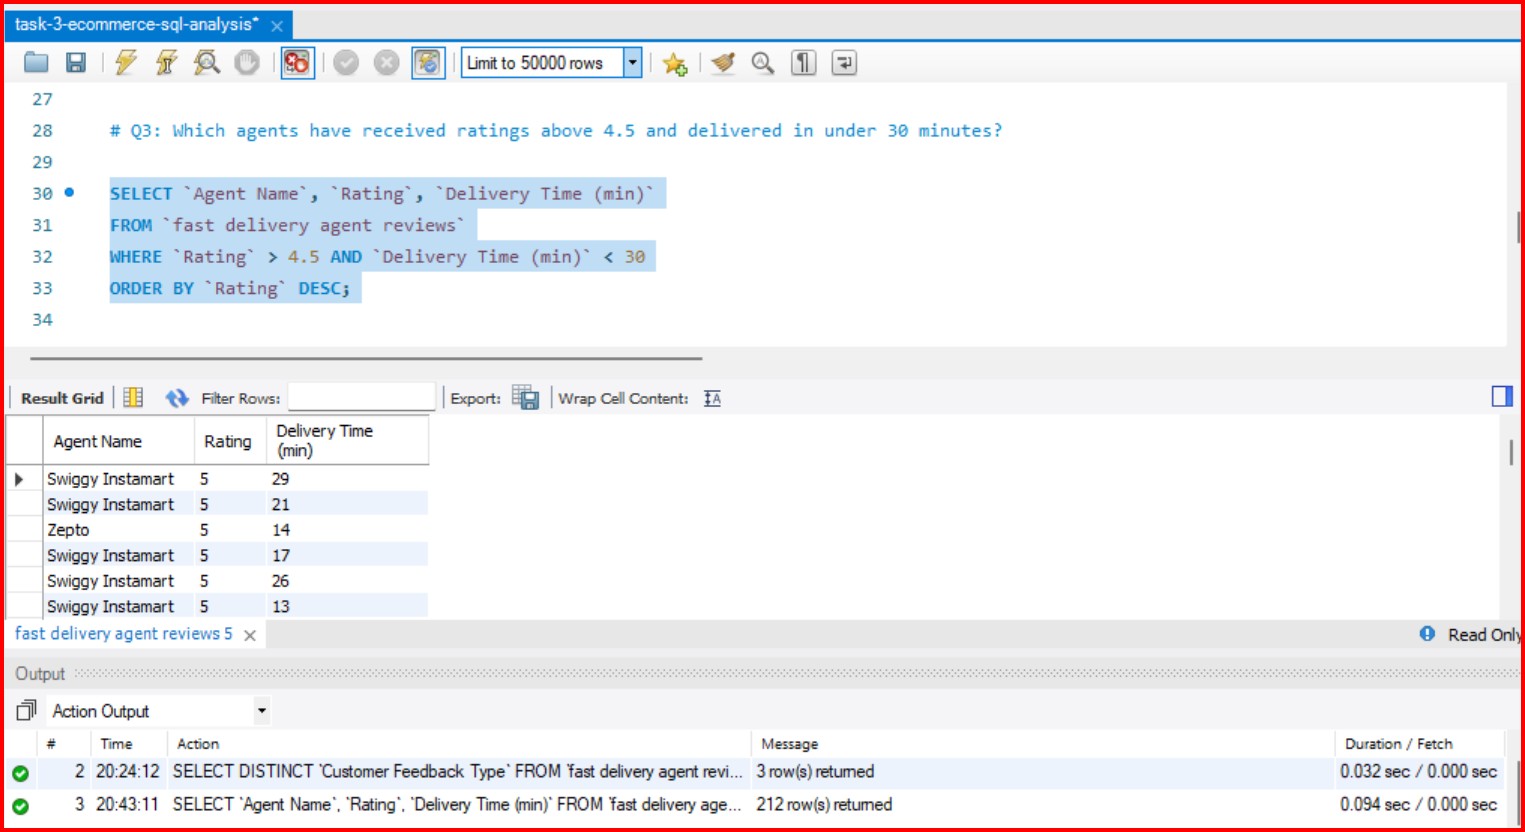 task-3-ecommerce-sql-analysis*
Limit to 50000 rows
27
28 # Q3: Which agents have received ratings above 4.5 and delivered in under 30 minutes?
29
30 SELECT `Agent Name`, `Rating`, `Delivery Time (min)`
31 FROM `fast delivery agent reviews`
32 WHERE `Rating` > 4.5 AND `Delivery Time (min)` < 30
33 ORDER BY `Rating` DESC;
34
Result Grid Filter Rows: Export: Wrap Cell Content: IA
Agent Name Rating Delivery Time
(min)
Swiggy Instamart 5 29
Swiggy Instamart 5 21
Zepto 5 14
Swiggy Instamart 5 17
Swiggy Instamart 5 26
Swiggy Instamart 5 13
fast delivery agent reviews 5 Read Only
Output
Action Output
# Time Action Message Duration / Fetch
2 20:24:12 SELECT DISTINCT `Customer Feedback Type` FROM `fast delivery agent revi... 3 row(s) returned 0.032 sec / 0.000 sec
3 20:43:11 SELECT `Agent Name`, `Rating`, `Delivery Time (min)` FROM `fast delivery age... 212 row(s) returned 0.094 sec / 0.000 sec